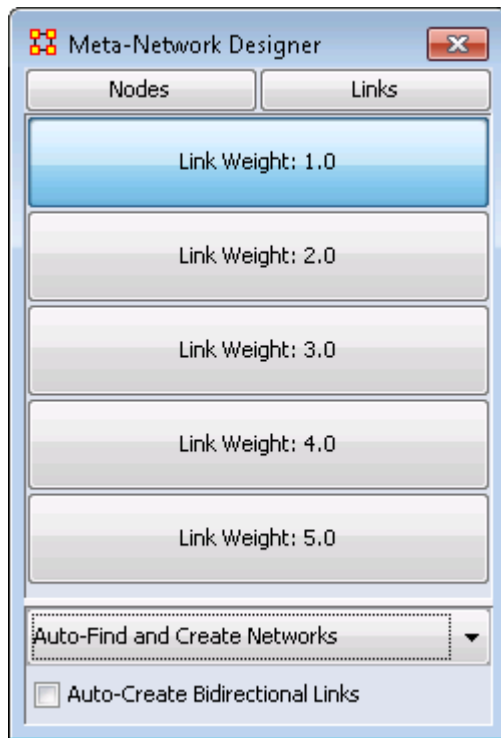 Meta-Network Designer
Nodes Links
Link Weight: 1.0
Link Weight: 2.0
Link Weight: 3.0
Link Weight: 4.0
Link Weight: 5.0
Auto-Find and Create Networks
Auto-Create Bidirectional Links